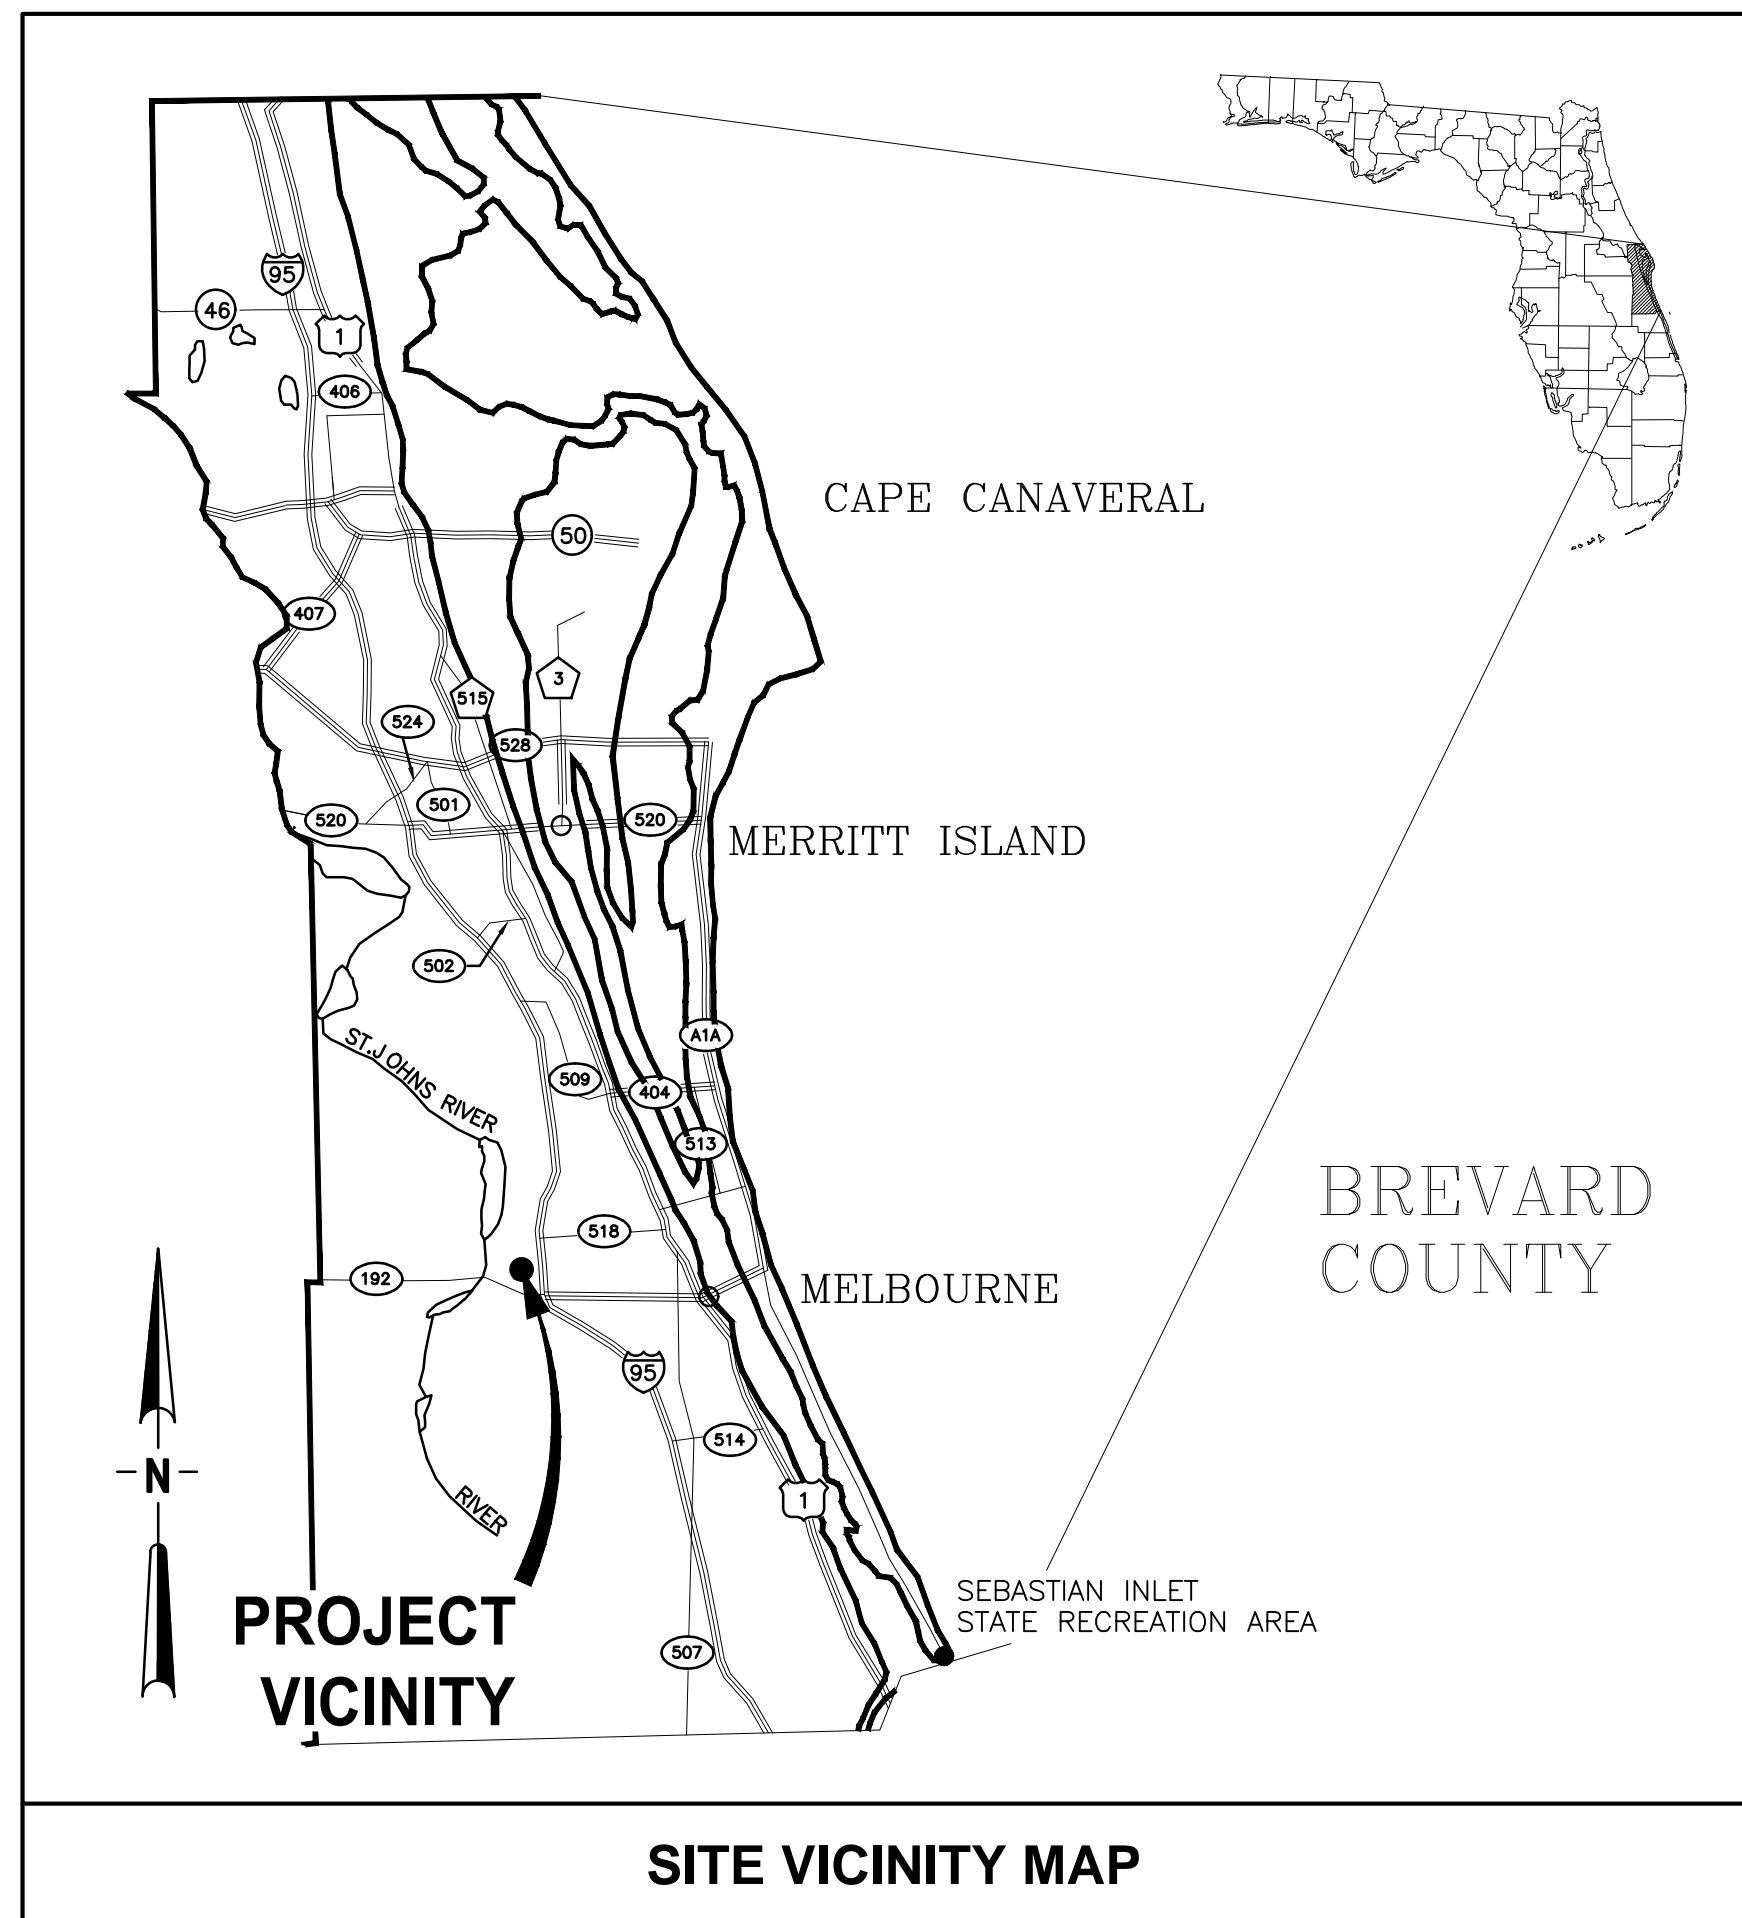 95
46
1
406
CAPE CANAVERAL
50
407
3
515
524
528
501
520
520
MERRITT ISLAND
502
A1A
ST.JOHNS RIVER
509
404
513
BREVARD
COUNTY
518
192
MELBOURNE
95
514
-N-
1
RIVER
SEBASTIAN INLET
STATE RECREATION AREA
PROJECT
VICINITY
507
SITE VICINITY MAP